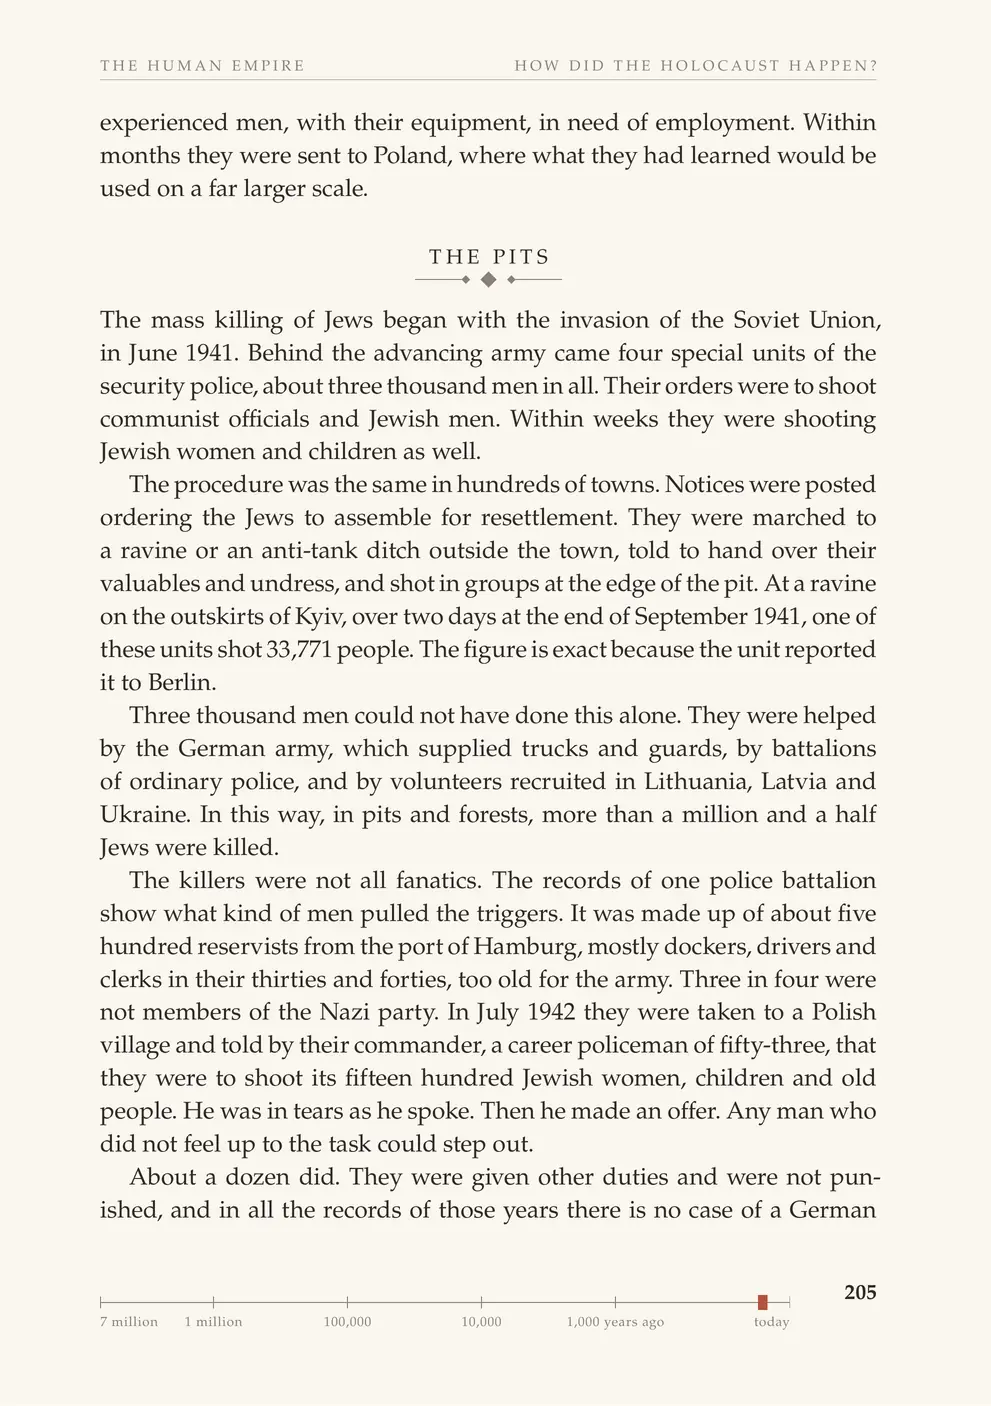 THE HUMAN EMPIRE
HOW DID THE HOLOCAUST HAPPEN?
experienced men, with their equipment, in need of employment. Within
months they were sent to Poland, where what they had learned would be
used on a far larger scale.
THE PITS
The mass killing of Jews began with the invasion of the Soviet Union,
in June 1941. Behind the advancing army came four special units of the
security police, about three thousand men in all. Their orders were to shoot
communist officials and Jewish men. Within weeks they were shooting
Jewish women and children as well.
The procedure was the same in hundreds of towns. Notices were posted
ordering the Jews to assemble for resettlement. They were marched to
a ravine or an anti-tank ditch outside the town, told to hand over their
valuables and undress, and shot in groups at the edge of the pit. At a ravine
on the outskirts of Kyiv, over two days at the end of September 1941, one of
these units shot 33,771 people. The figure is exact because the unit reported
it to Berlin.
Three thousand men could not have done this alone. They were helped
by the German army, which supplied trucks and guards, by battalions
of ordinary police, and by volunteers recruited in Lithuania, Latvia and
Ukraine. In this way, in pits and forests, more than a million and a half
Jews were killed.
The killers were not all fanatics. The records of one police battalion
show what kind of men pulled the triggers. It was made up of about five
hundred reservists from the port of Hamburg, mostly dockers, drivers and
clerks in their thirties and forties, too old for the army. Three in four were
not members of the Nazi party. In July 1942 they were taken to a Polish
village and told by their commander, a career policeman of fifty-three, that
they were to shoot its fifteen hundred Jewish women, children and old
people. He was in tears as he spoke. Then he made an offer. Any man who
did not feel up to the task could step out.
About a dozen did. They were given other duties and were not pun-
ished, and in all the records of those years there is no case of a German
205
7 million 1 million 100,000 10,000 1,000 years ago today